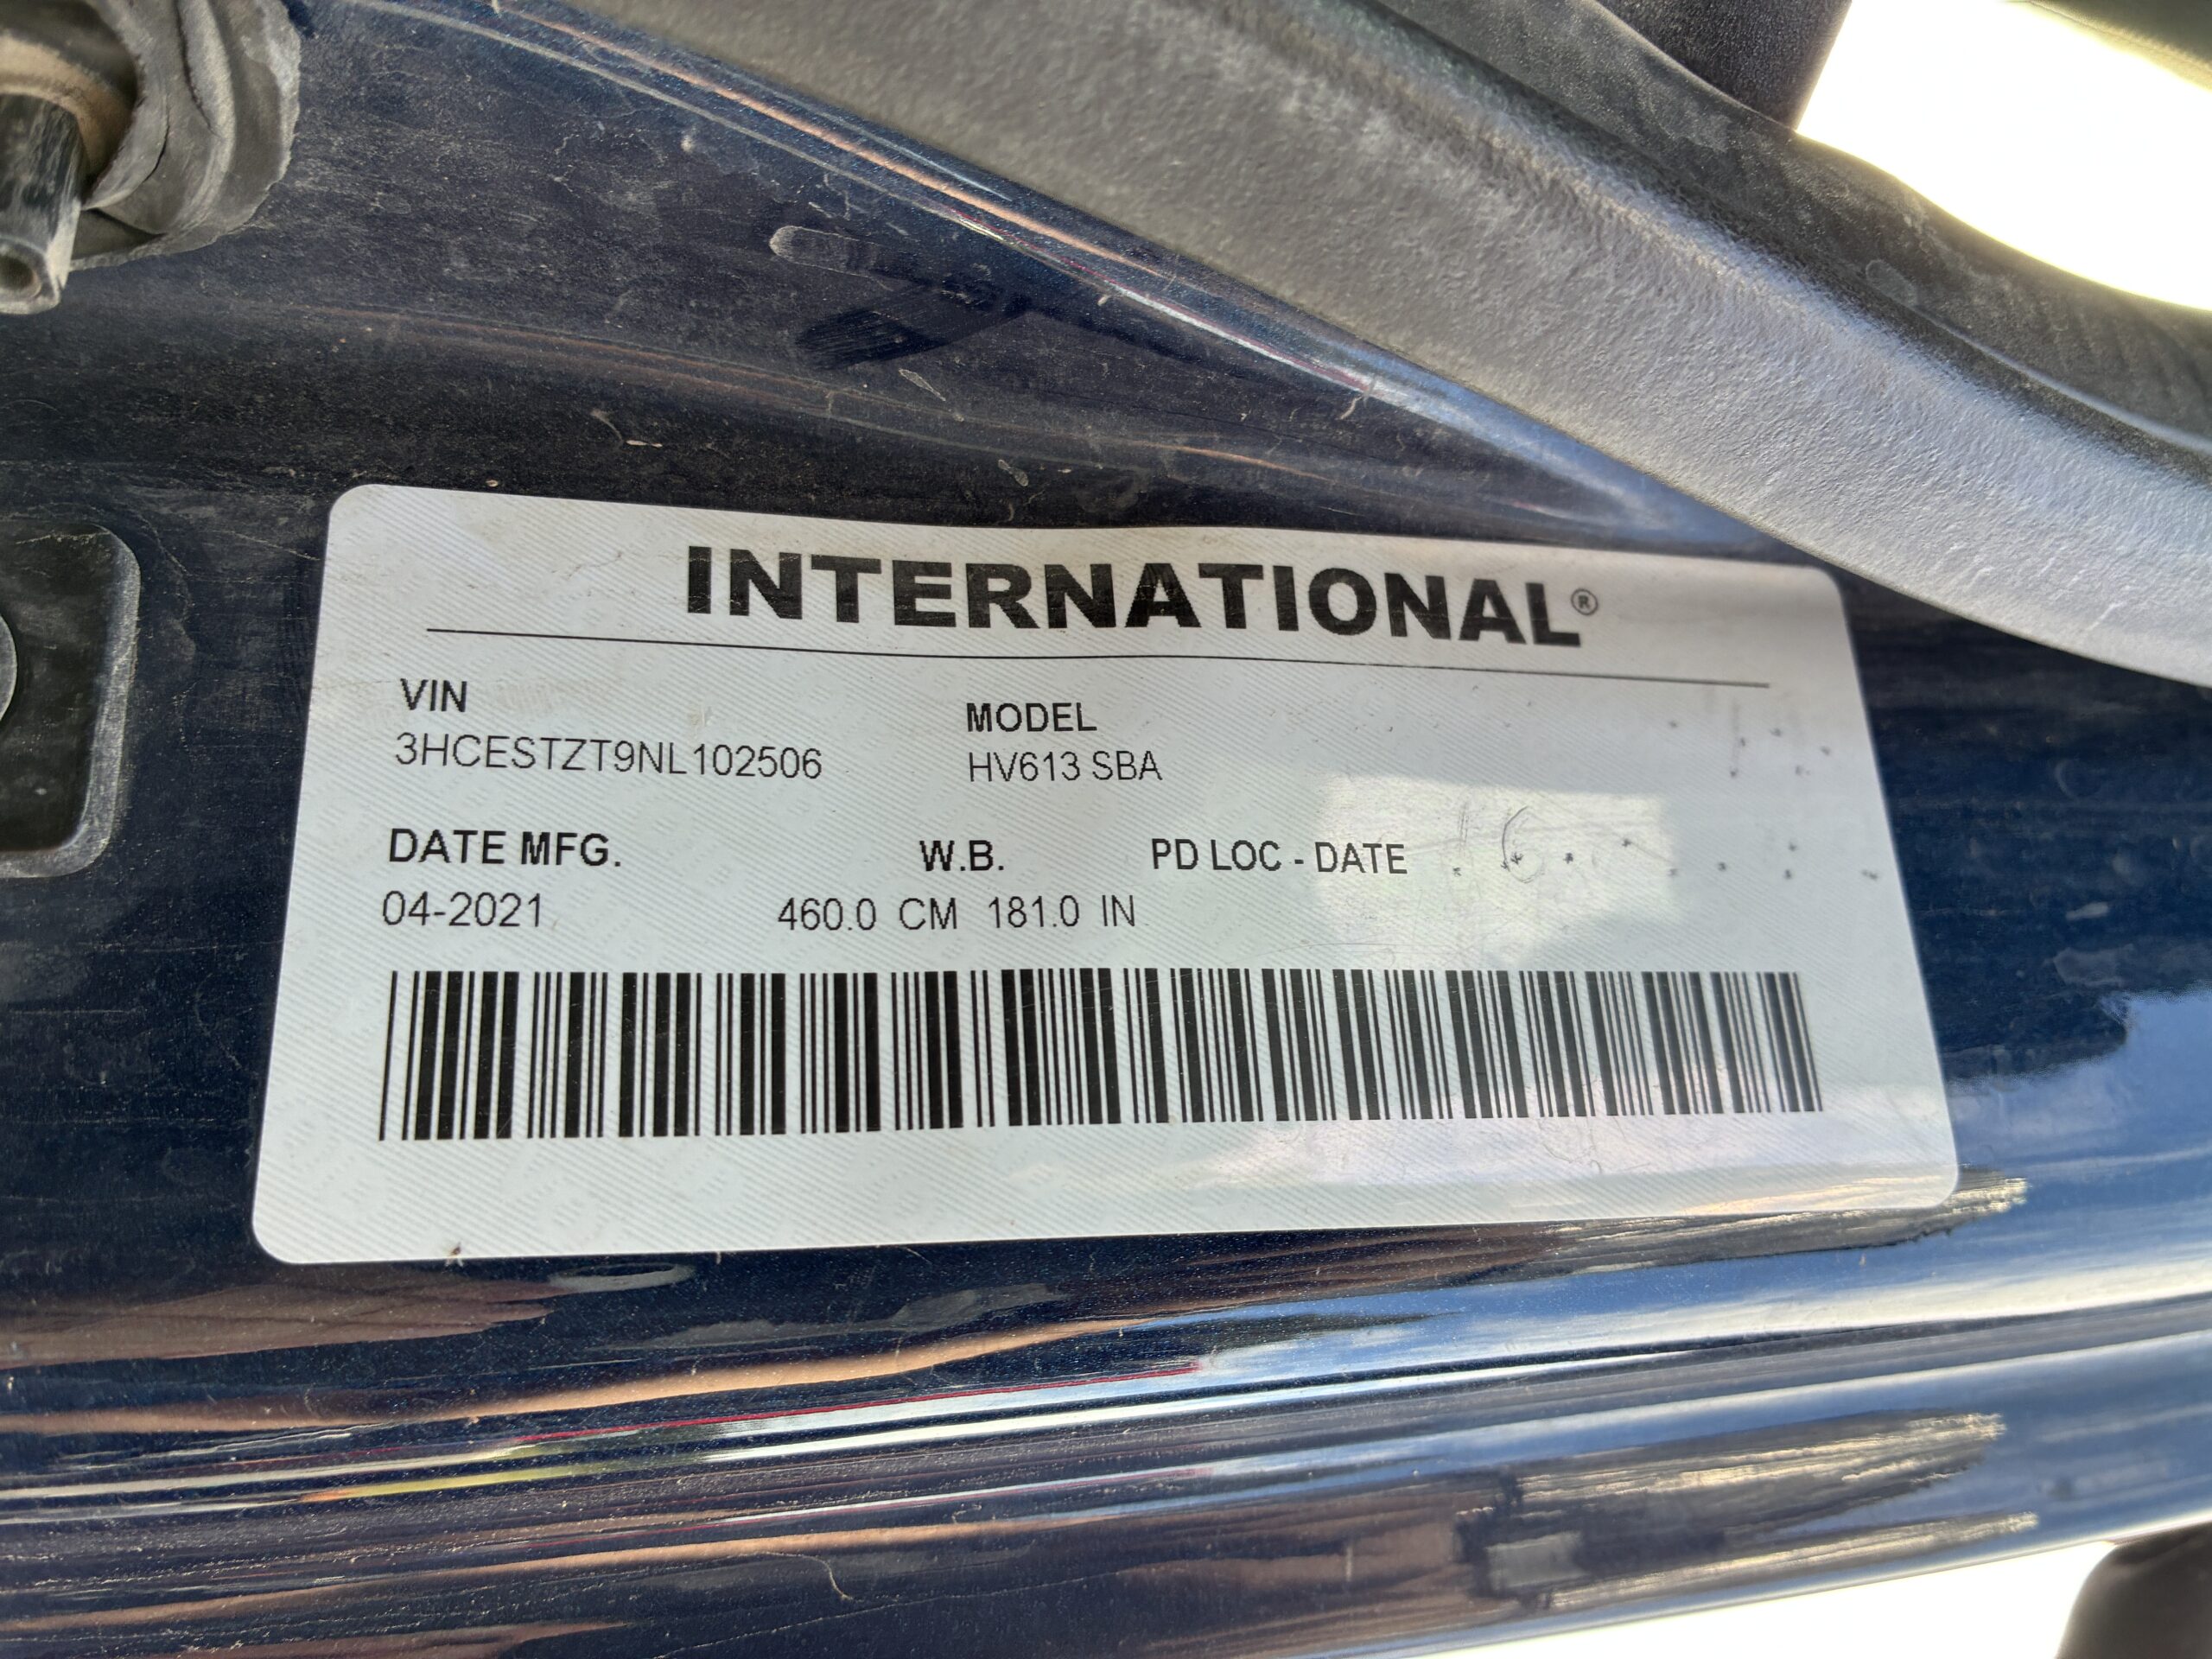 INTERNATIONAL®
VIN
MODEL
3HCESTZT9NL102506
HV613 SBA
DATE MFG.
W.B.
PD LOC - DATE
04-2021
460.0 CM 181.0 IN